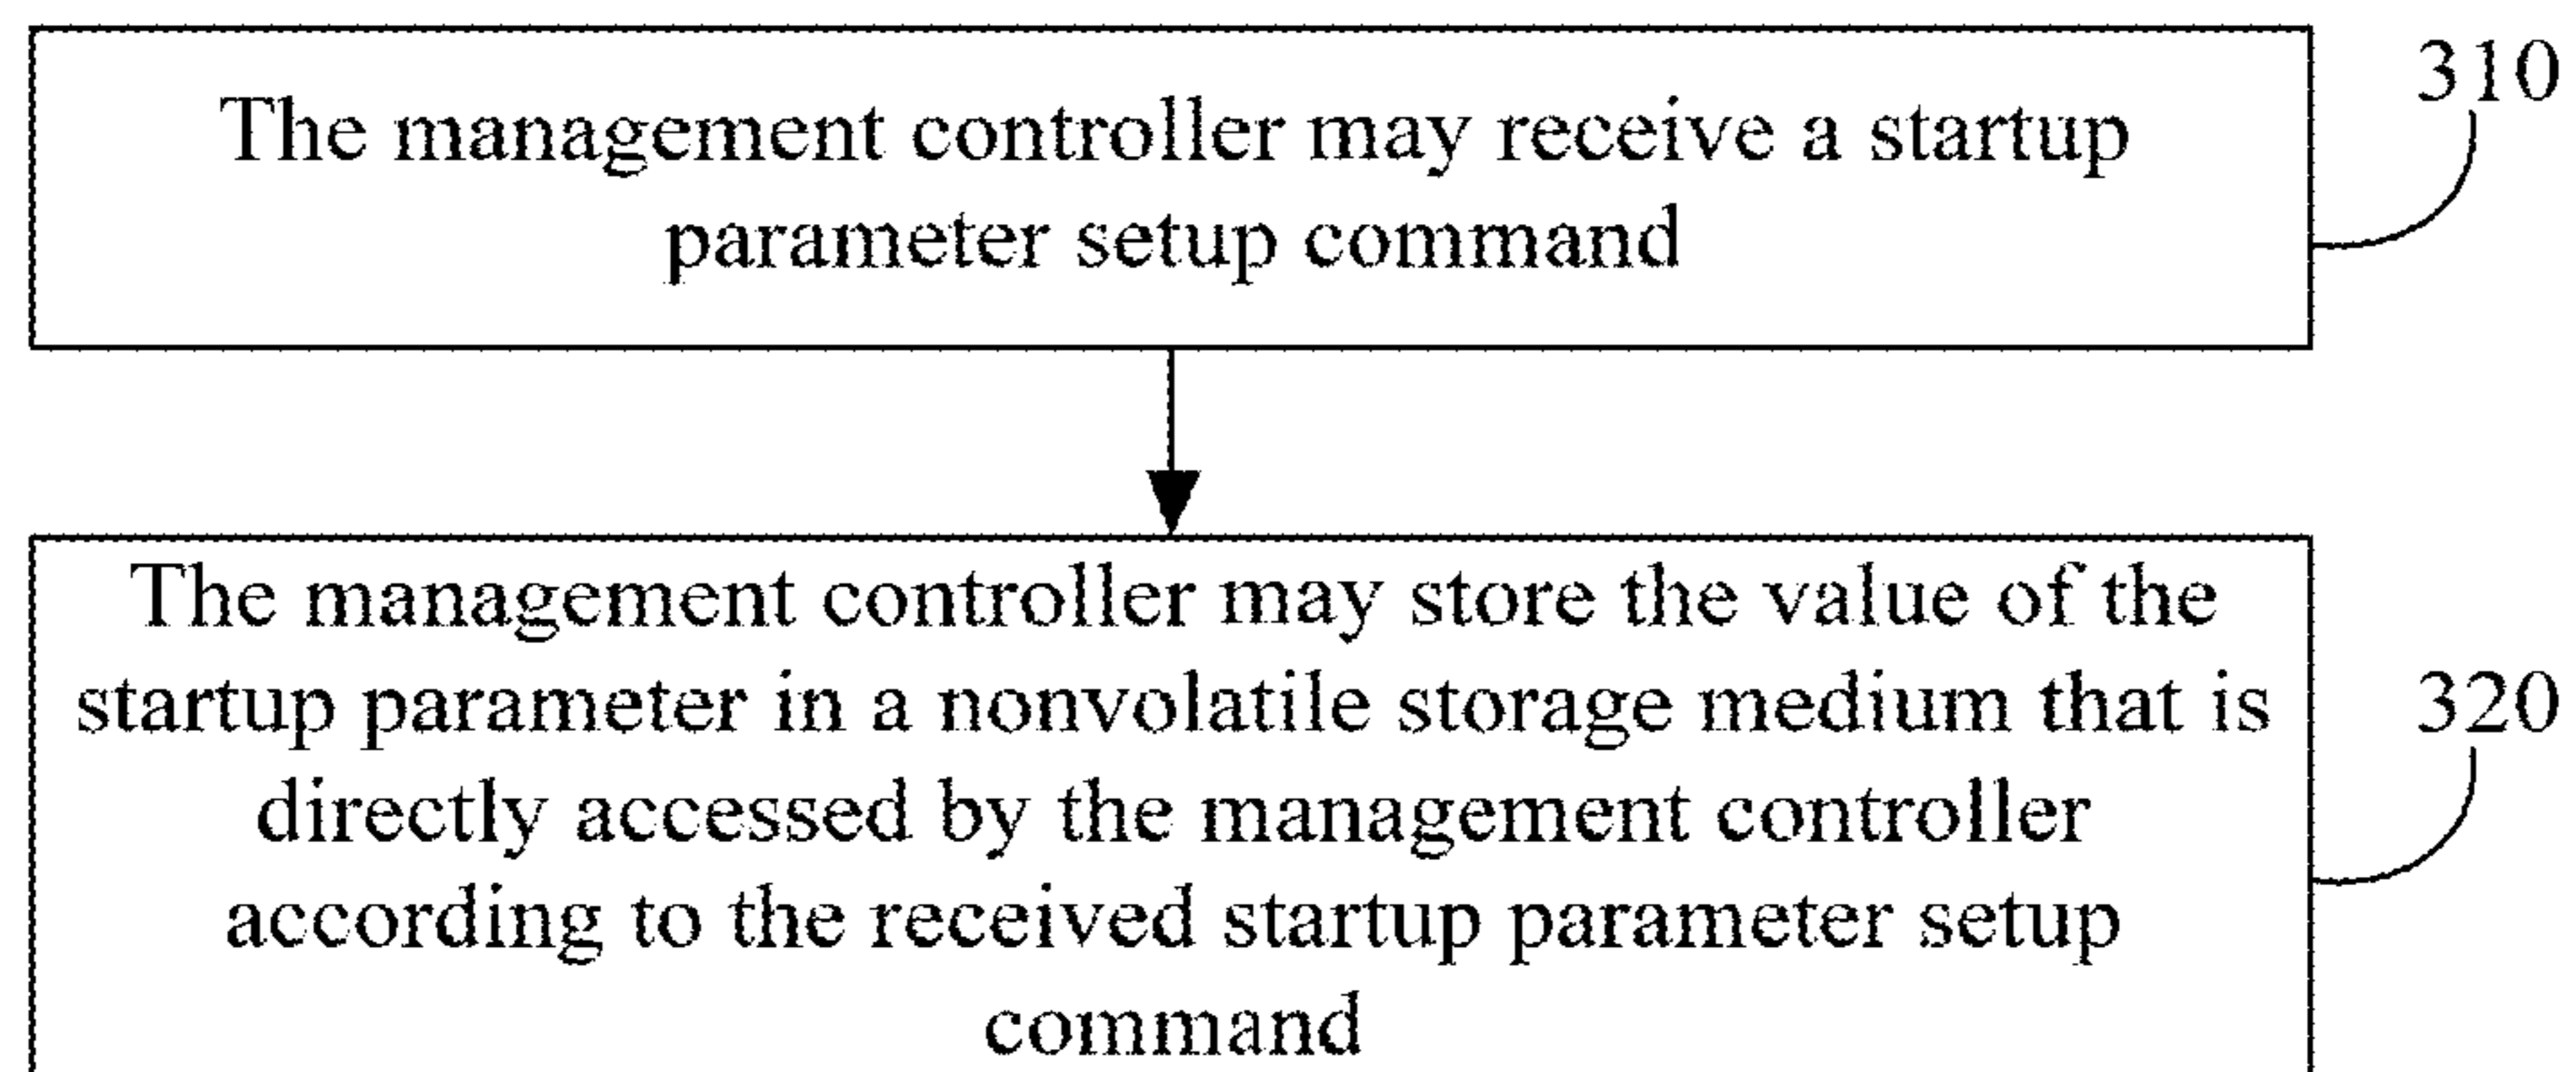 The management controller may receive a startup
parameter setup command
310
The management controller may store the value of the
startup parameter in a nonvolatile storage medium that is
directly accessed by the management controller
according to the received startup parameter setup
command
320